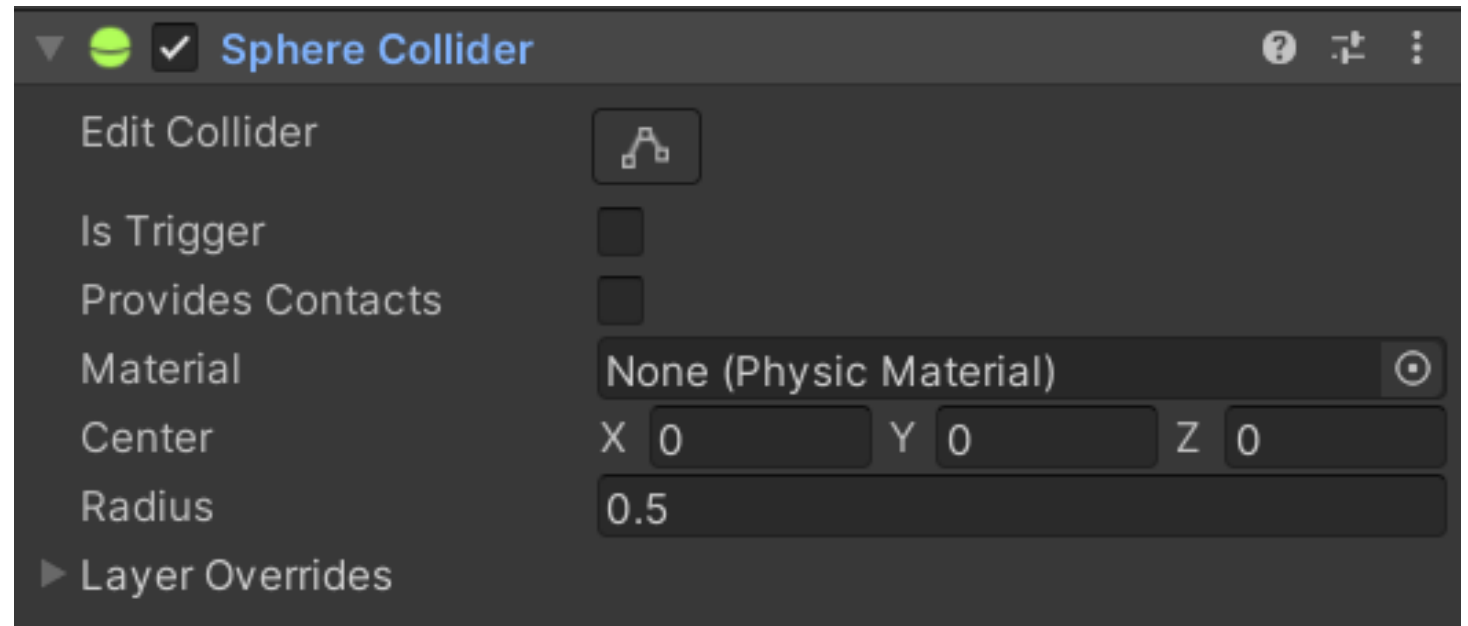 Sphere Collider
Edit Collider
Is Trigger
Provides Contacts
Material None (Physic Material)
Center X 0 Y 0 Z 0
Radius 0.5
Layer Overrides